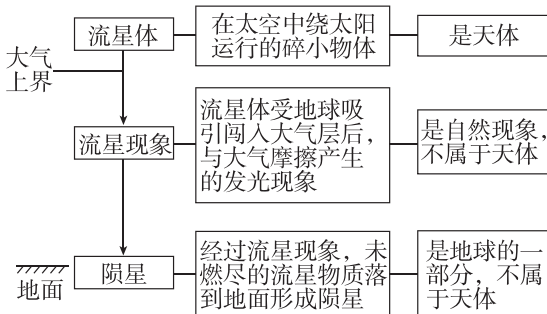 流星体
在太空中绕太阳
运行的碎小物体
是天体
大气
上界
流星现象
流星体受地球吸
引闯入大气层后，
与大气摩擦产生
的发光现象
是自然现象，
不属于天体
地面
陨星
经过流星现象，未
燃尽的流星物质落
到地面形成陨星
是地球的一
部分，不属
于天体